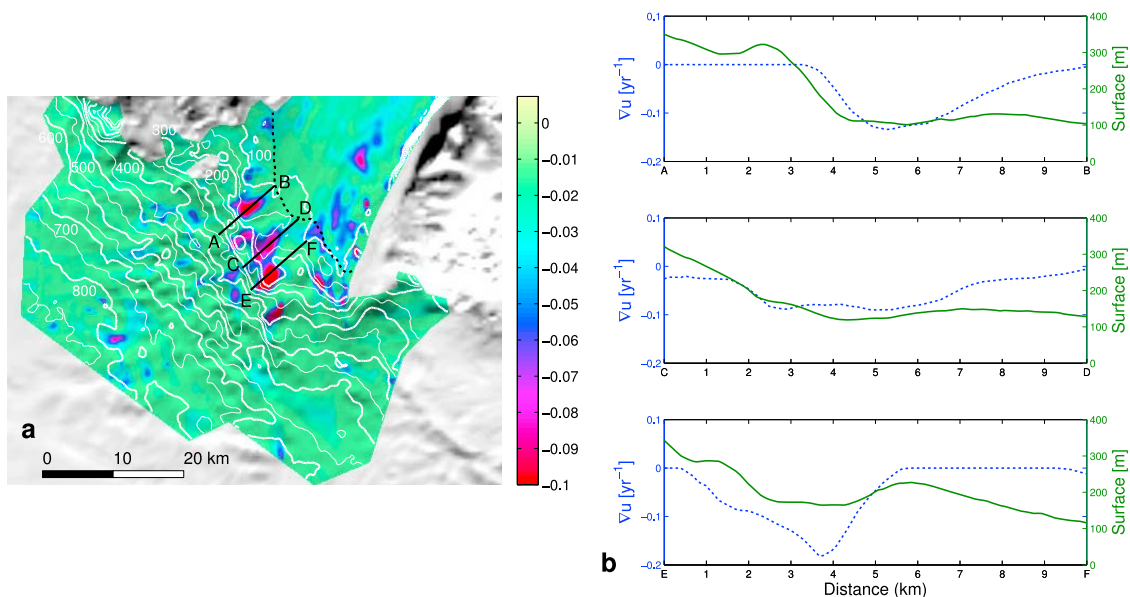 600
500
400
300
200
100
700
800
A
B
C
D
E
F
a
0 10 20 km
0
−0.01
−0.02
−0.03
−0.04
−0.05
−0.06
−0.07
−0.08
−0.09
−0.1
0.1
0
−0.1
−0.2
∇u [yr⁻¹]
400
300
200
100
0
Surface [m]
A 1 2 3 4 5 6 7 8 9 B
0.1
0
−0.1
−0.2
∇u [yr⁻¹]
400
300
200
100
0
Surface [m]
C 1 2 3 4 5 6 7 8 9 D
0.1
0
−0.1
−0.2
∇u [yr⁻¹]
400
300
200
100
0
Surface [m]
E 1 2 3 4 5 6 7 8 9 F
Distance (km)
b